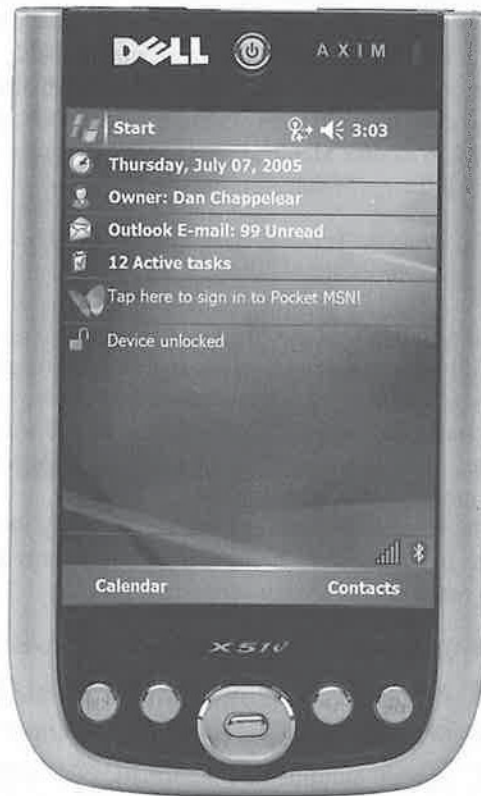 DELL AXIM
Start 3:03
Thursday, July 07, 2005
Owner: Dan Chappelear
Outlook E-mail: 99 Unread
12 Active tasks
Tap here to sign in to Pocket MSN!
Device unlocked
Calendar Contacts
X51v